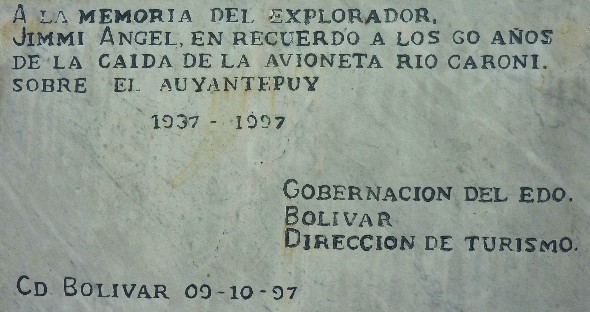 A LA MEMORIA DEL EXPLORADOR,
JIMMI ANGEL, EN RECUERDO A LOS 60 AÑOS
DE LA CAIDA DE LA AVIONETA RIO CARONI.
SOBRE EL AUYANTEPUY
1937 - 1997
GOBERNACION DEL EDO.
BOLIVAR
DIRECCION DE TURISMO.
CD BOLIVAR 09-10-97